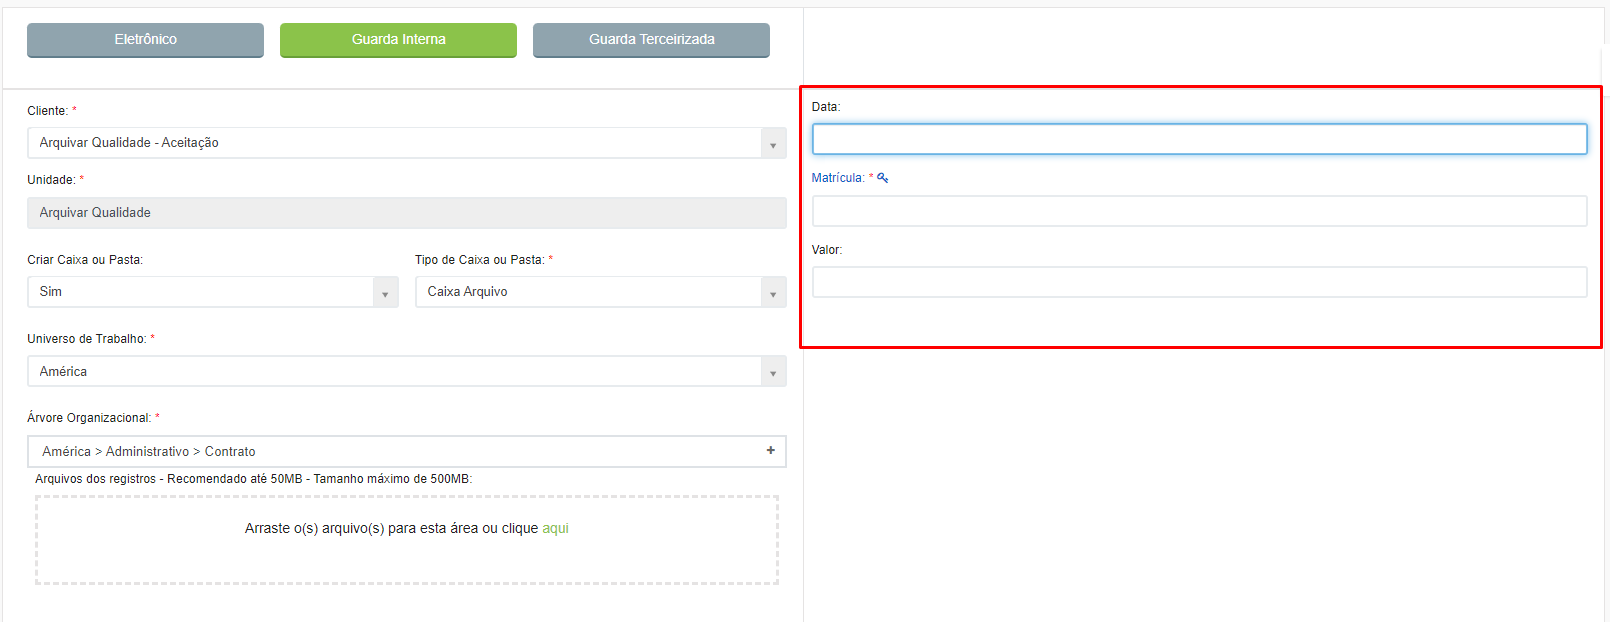 Eletrônico
Guarda Interna
Guarda Terceirizada
Cliente: *
Arquivar Qualidade - Aceitação
Unidade: *
Arquivar Qualidade
Criar Caixa ou Pasta:
Tipo de Caixa ou Pasta: *
Sim
Caixa Arquivo
Universo de Trabalho: *
América
Árvore Organizacional: *
América > Administrativo > Contrato
+
Arquivos dos registros - Recomendado até 50MB - Tamanho máximo de 500MB:
Arraste o(s) arquivo(s) para esta área ou clique aqui
Data:
Matrícula: *
Valor: